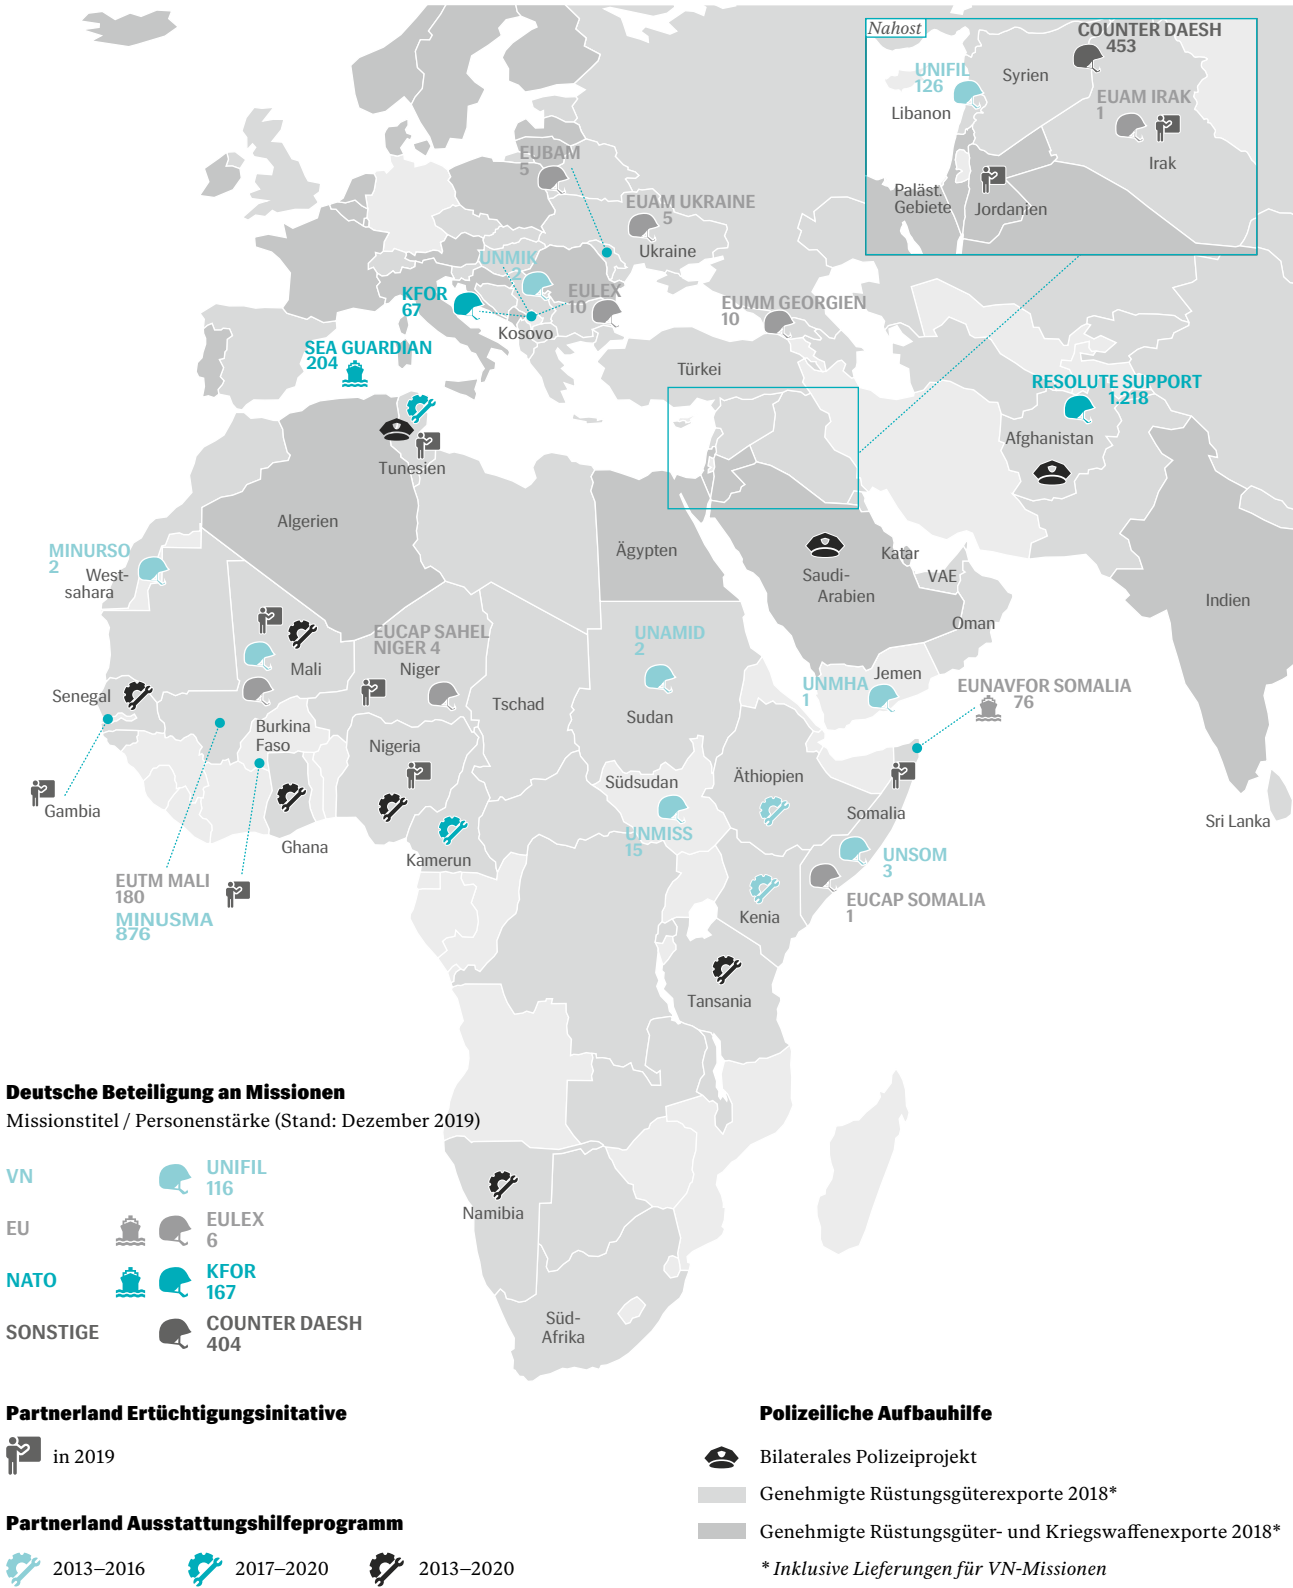 Nahost
COUNTER DAESH
453
UNIFIL
126
Syrien
Libanon
EUAM IRAK
1
Irak
Paläst.
Gebiete
Jordanien
EUBAM
5
EUAM UKRAINE
5
Ukraine
UNMIK
2
KFOR
67
EULEX
10
Kosovo
EUMM GEORGIEN
10
SEA GUARDIAN
204
Türkei
RESOLUTE SUPPORT
1.218
Afghanistan
Tunesien
Algerien
Ägypten
MINURSO
2
West-
sahara
Saudi-
Arabien
Katar
VAE
Oman
Indien
EUCAP SAHEL
NIGER 4
Niger
Mali
UNAMID
2
Sudan
Tschad
Senegal
Jemen
UNMHA
1
EUNAVFOR SOMALIA
76
Burkina
Faso
Nigeria
Südsudan
UNMISS
15
Äthiopien
Somalia
Sri Lanka
Gambia
Ghana
Kamerun
UNSOM
3
EUTM MALI
180
MINUSMA
876
EUCAP SOMALIA
1
Kenia
Tansania
Namibia
Süd-
Afrika
Deutsche Beteiligung an Missionen
Missionstitel / Personenstärke (Stand: Dezember 2019)
VN
UNIFIL
116
EU
EULEX
6
NATO
KFOR
167
SONSTIGE
COUNTER DAESH
404
Partnerland Ertüchtigungsinitative
in 2019
Partnerland Ausstattungshilfeprogramm
2013–2016
2017–2020
2013–2020
Polizeiliche Aufbauhilfe
Bilaterales Polizeiprojekt
Genehmigte Rüstungsgüterexporte 2018*
Genehmigte Rüstungsgüter- und Kriegswaffenexporte 2018*
* Inklusive Lieferungen für VN-Missionen